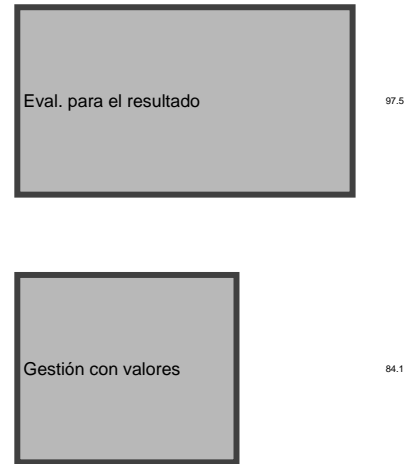 Eval. para el resultado 97.5
Gestión con valores 84.1